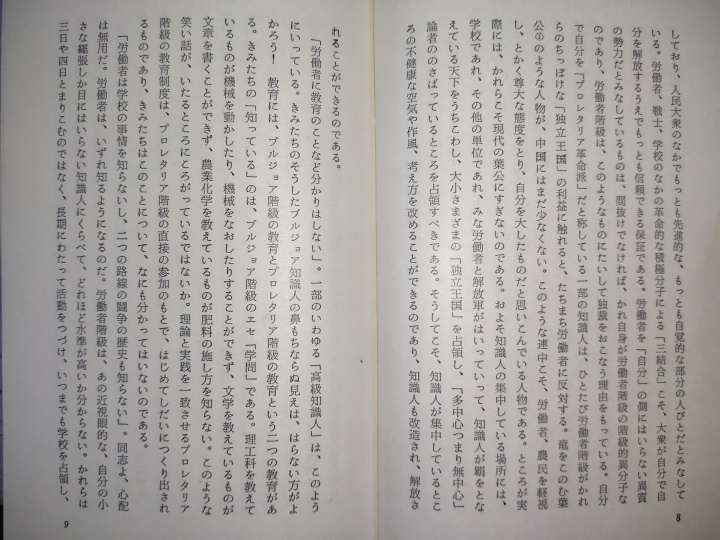 しており、人民大衆のなかでもっとも先進的な、もっとも自覚的な部分の人びとだとみなして
いる。労働者、戦士、学校のなかの革命的な積極分子による「三結合」こそ、大衆が自分で自
分を解放するうえでもっとも信頼できる保証である。労働者を「自分」の側にはいらない異質
の勢力だとみなしているものは、間抜けでなければ、かれ自身が労働者階級の階級的異分子な
のであり、労働者階級は、このようなものにたいして独裁をおこなう理由をもっている。自分
で自分を「プロレタリア革命派」だと称している一部の知識人は、ひとたび労働者階級がかれ
らのちっぽけな「独立王国」の利益に触れると、たちまち労働者に反対する。竜をこのむ葉
公①のような人物が、中国にはまだ少なくない。このような連中こそ、労働者、農民を軽視
し、とかく尊大な態度をとり、自分を大したものだと思いこんでいる人物である。ところが実
際には、かれらこそ現代の葉公にすぎないのである。およそ知識人の集中している場所には、
学校であれ、その他の単位であれ、みな労働者と解放軍がはいっていって、知識人が覇をとな
えている天下をうちこわし、大小さまざまの「独立王国」を占領し、「多中心つまり無中心」
論者ののさばっているところを占領すべきである。そうしてこそ、知識人が集中しているとこ
ろの不健康な空気や作風、考え方を改めることができるのであり、知識人も改造され、解放さ
8
れることができるのである。
「労働者に教育のことなど分かりはしない」。一部のいわゆる「高級知識人」は、このよう
にいっている。きみたちのそうしたブルジョア知識人の鼻もちならぬ見えは、はらない方がよ
かろう！　教育には、ブルジョア階級の教育とプロレタリア階級の教育という二つの教育があ
る。きみたちの「知っている」のは、ブルジョア階級のエセ「学問」である。理工科を教えて
いるものが機械を動かしたり、機械をなおしたりすることができず、文学を教えているものが
文章を書くことができず、農業化学を教えているものが肥料の施し方を知らない。このような
笑い話が、いたるところにころがっているではないか。理論と実践を一致させるプロレタリア
階級の教育制度は、プロレタリア階級の直接の参加のもとで、はじめてしだいにつくり出され
るものであり、きみたちはこのことについて、なにも分かってはいないのである。
「労働者は学校の事情を知らないし、二つの路線の闘争の歴史も知らない」。同志よ、心配
は無用だ。労働者は、いずれ知るようになるのだ。労働者階級は、あの近視眼的な、自分の小
さな縄張しか目にはいらない知識人にくらべて、どれほど水準が高いか分からない。かれらは
三日や四日とまりこむのではなく、長期にわたって活動をつづけ、いつまでも学校を占領し、
9